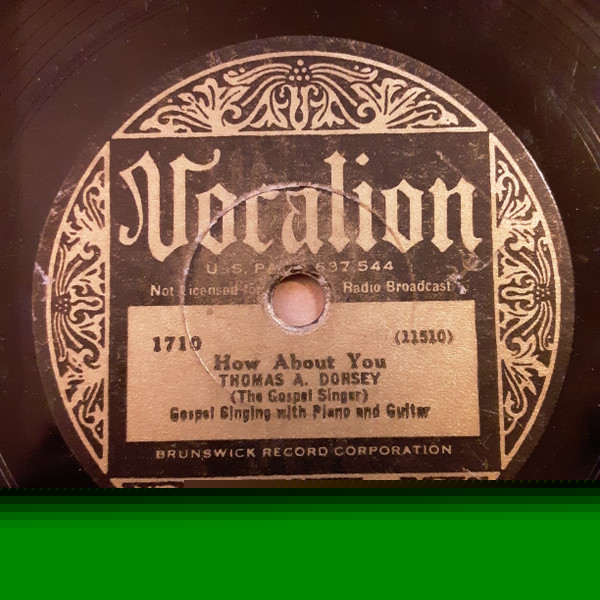 Vocalion
U.S. PAT. 1637544
Not Licensed for Radio Broadcast
1710
(11510)
How About You
THOMAS A. DORSEY
(The Gospel Singer)
Gospel Singing with Piano and Guitar
BRUNSWICK RECORD CORPORATION